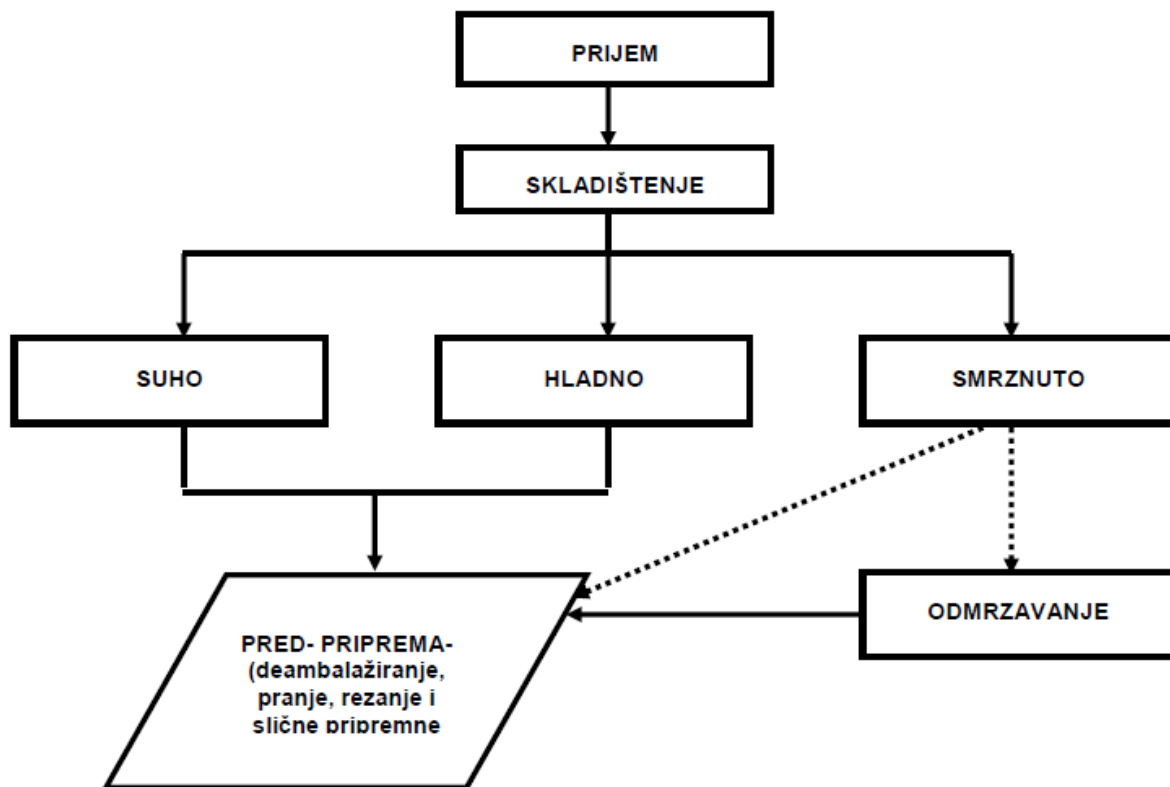 PRIJEM
SKLADIŠTENJE
SUHO
HLADNO
SMRZNUTO
ODMRZAVANJE
PRED- PRIPREMA-
(deambalažiranje,
pranje, rezanje i
slične pripremne